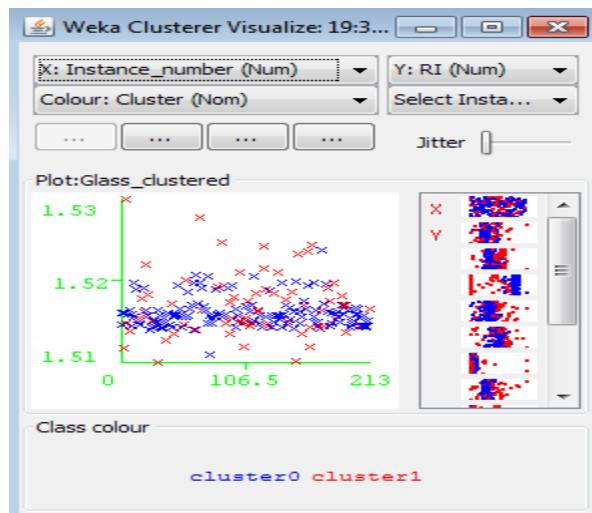 Weka Clusterer Visualize: 19:3...
X: Instance_number (Num) Y: RI (Num)
Colour: Cluster (Nom) Select Insta...
... ... ... ... Jitter
Plot:Glass_clustered
1.53
X
Y
1.52
1.51
0 106.5 213
Class colour
cluster0 cluster1